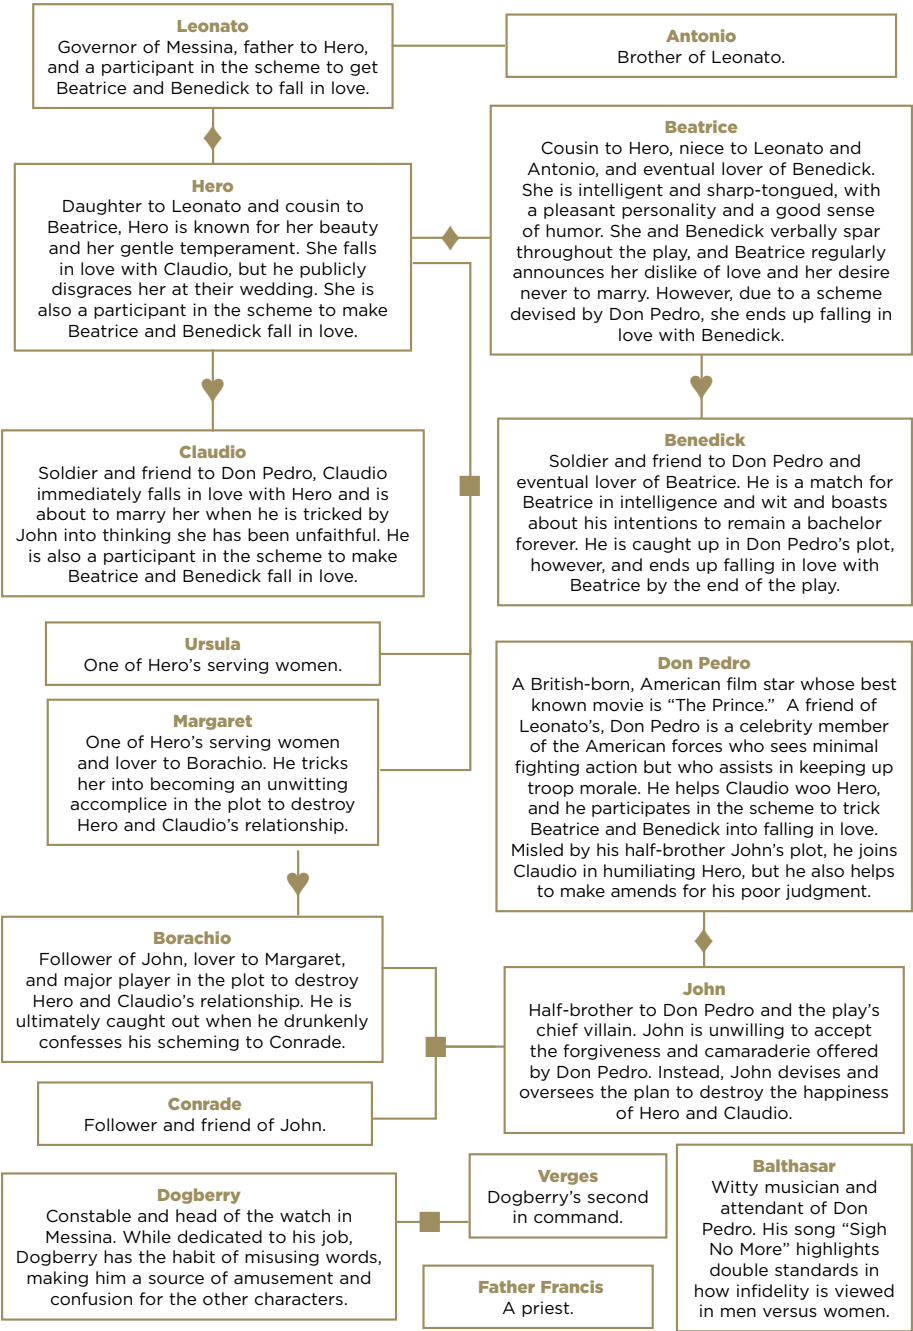 Leonato
Governor of Messina, father to Hero,
and a participant in the scheme to get
Beatrice and Benedick to fall in love.
Antonio
Brother of Leonato.
Hero
Daughter to Leonato and cousin to
Beatrice, Hero is known for her beauty
and her gentle temperament. She falls
in love with Claudio, but he publicly
disgraces her at their wedding. She is
also a participant in the scheme to make
Beatrice and Benedick fall in love.
Beatrice
Cousin to Hero, niece to Leonato and
Antonio, and eventual lover of Benedick.
She is intelligent and sharp-tongued, with
a pleasant personality and a good sense
of humor. She and Benedick verbally spar
throughout the play, and Beatrice regularly
announces her dislike of love and her desire
never to marry. However, due to a scheme
devised by Don Pedro, she ends up falling in
love with Benedick.
Claudio
Soldier and friend to Don Pedro, Claudio
immediately falls in love with Hero and is
about to marry her when he is tricked by
John into thinking she has been unfaithful. He
is also a participant in the scheme to make
Beatrice and Benedick fall in love.
Benedick
Soldier and friend to Don Pedro and
eventual lover of Beatrice. He is a match for
Beatrice in intelligence and wit and boasts
about his intentions to remain a bachelor
forever. He is caught up in Don Pedro's plot,
however, and ends up falling in love with
Beatrice by the end of the play.
Ursula
One of Hero's serving women.
Margaret
One of Hero's serving women
and lover to Borachio. He tricks
her into becoming an unwitting
accomplice in the plot to destroy
Hero and Claudio's relationship.
Don Pedro
A British-born, American film star whose best
known movie is "The Prince." A friend of
Leonato's, Don Pedro is a celebrity member
of the American forces who sees minimal
fighting action but who assists in keeping up
troop morale. He helps Claudio woo Hero,
and he participates in the scheme to trick
Beatrice and Benedick into falling in love.
Misled by his half-brother John's plot, he joins
Claudio in humiliating Hero, but he also helps
to make amends for his poor judgment.
Borachio
Follower of John, lover to Margaret,
and major player in the plot to destroy
Hero and Claudio's relationship. He is
ultimately caught out when he drunkenly
confesses his scheming to Conrade.
John
Half-brother to Don Pedro and the play's
chief villain. John is unwilling to accept
the forgiveness and camaraderie offered
by Don Pedro. Instead, John devises and
oversees the plan to destroy the happiness
of Hero and Claudio.
Conrade
Follower and friend of John.
Dogberry
Constable and head of the watch in
Messina. While dedicated to his job,
Dogberry has the habit of misusing words,
making him a source of amusement and
confusion for the other characters.
Verges
Dogberry's second
in command.
Balthasar
Witty musician and
attendant of Don
Pedro. His song "Sigh
No More" highlights
double standards in
how infidelity is viewed
in men versus women.
Father Francis
A priest.